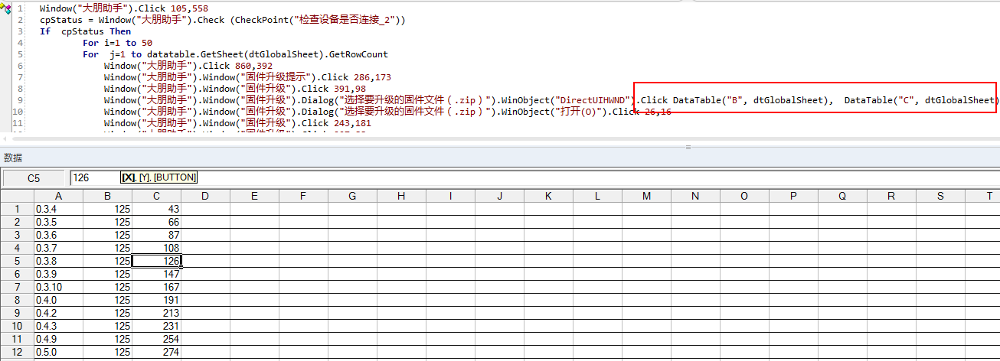 1 Window("大朋助手").Click 105,558
2 cpStatus = Window("大朋助手").Check (CheckPoint("检查设备是否连接_2"))
3 If cpStatus Then
4 For i=1 to 50
5 For j=1 to datatable.GetSheet(dtGlobalSheet).GetRowCount
6 Window("大朋助手").Click 860,392
7 Window("大朋助手").Window("固件升级提示").Click 286,173
8 Window("大朋助手").Window("固件升级").Click 391,98
9 Window("大朋助手").Window("固件升级").Dialog("选择要升级的固件文件（.zip）").WinObject("DirectUIHWND").Click DataTable("B", dtGlobalSheet), DataTable("C", dtGlobalSheet)
10 Window("大朋助手").Window("固件升级").Dialog("选择要升级的固件文件（.zip）").WinObject("打开(O)").Click 26,16
11 Window("大朋助手").Window("固件升级").Click 243,181
数据
C5 126 [X], [Y], [BUTTON]
A B C D E F G H I J K L M N O P Q R S T
1 0.3.4 125 43
2 0.3.5 125 66
3 0.3.6 125 87
4 0.3.7 125 108
5 0.3.8 125 126
6 0.3.9 125 147
7 0.3.10 125 167
8 0.4.0 125 191
9 0.4.2 125 213
10 0.4.3 125 231
11 0.4.9 125 254
12 0.5.0 125 274